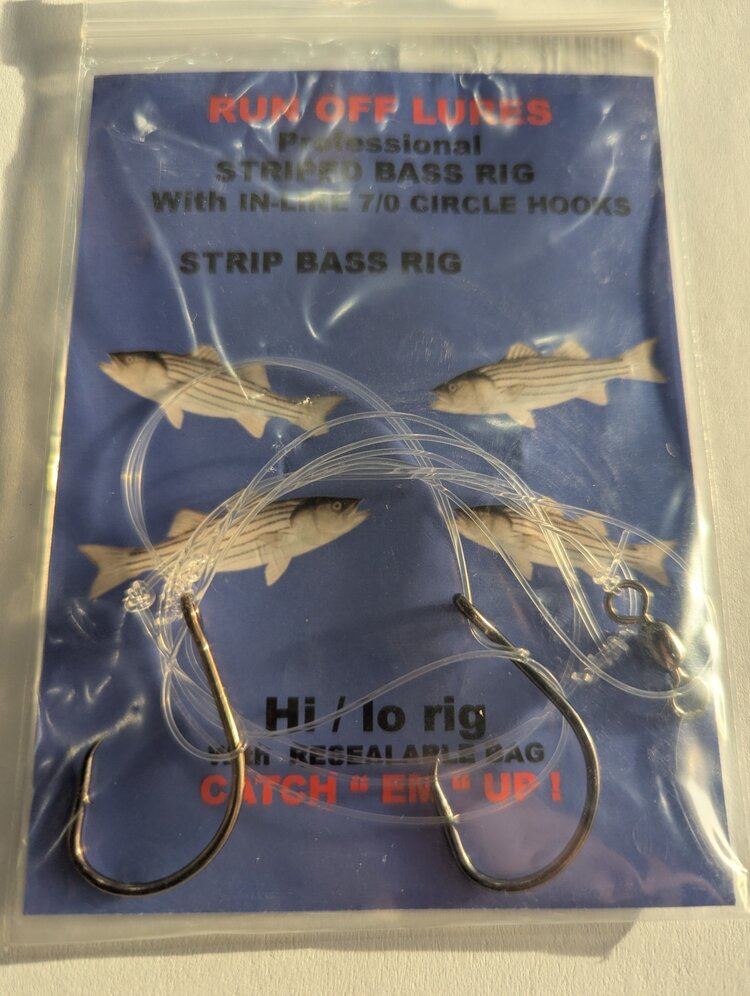 RUN OFF LURES
Professional
STRIPED BASS RIG
With IN-LINE 7/0 CIRCLE HOOKS
STRIP BASS RIG
Hi / lo rig
With RESEALABLE BAG
CATCH " EM " UP !